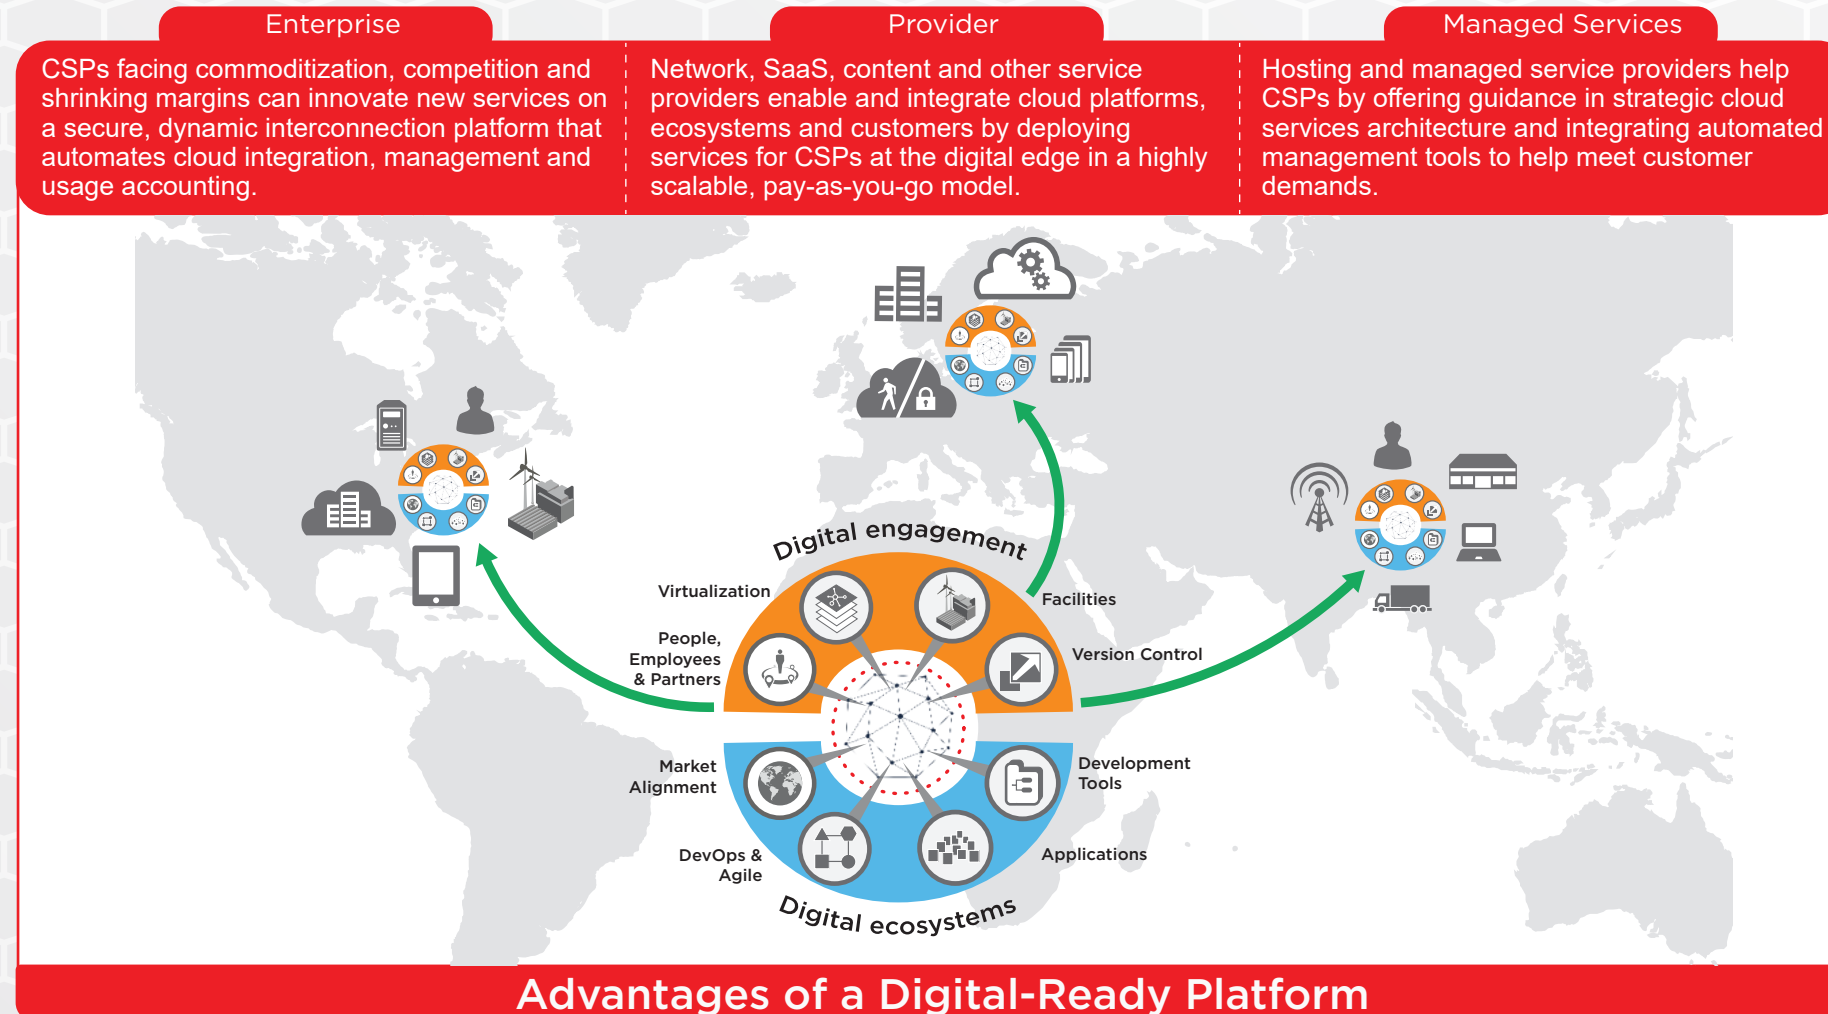 Enterprise
CSPs facing commoditization, competition and
shrinking margins can innovate new services on
a secure, dynamic interconnection platform that
automates cloud integration, management and
usage accounting.
Provider
Network, SaaS, content and other service
providers enable and integrate cloud platforms,
ecosystems and customers by deploying
services for CSPs at the digital edge in a highly
scalable, pay-as-you-go model.
Managed Services
Hosting and managed service providers help
CSPs by offering guidance in strategic cloud
services architecture and integrating automated
management tools to help meet customer
demands.
Digital engagement
Virtualization
Facilities
People,
Employees
& Partners
Version Control
Market
Alignment
Development
Tools
DevOps &
Agile
Applications
Digital ecosystems
Advantages of a Digital-Ready Platform